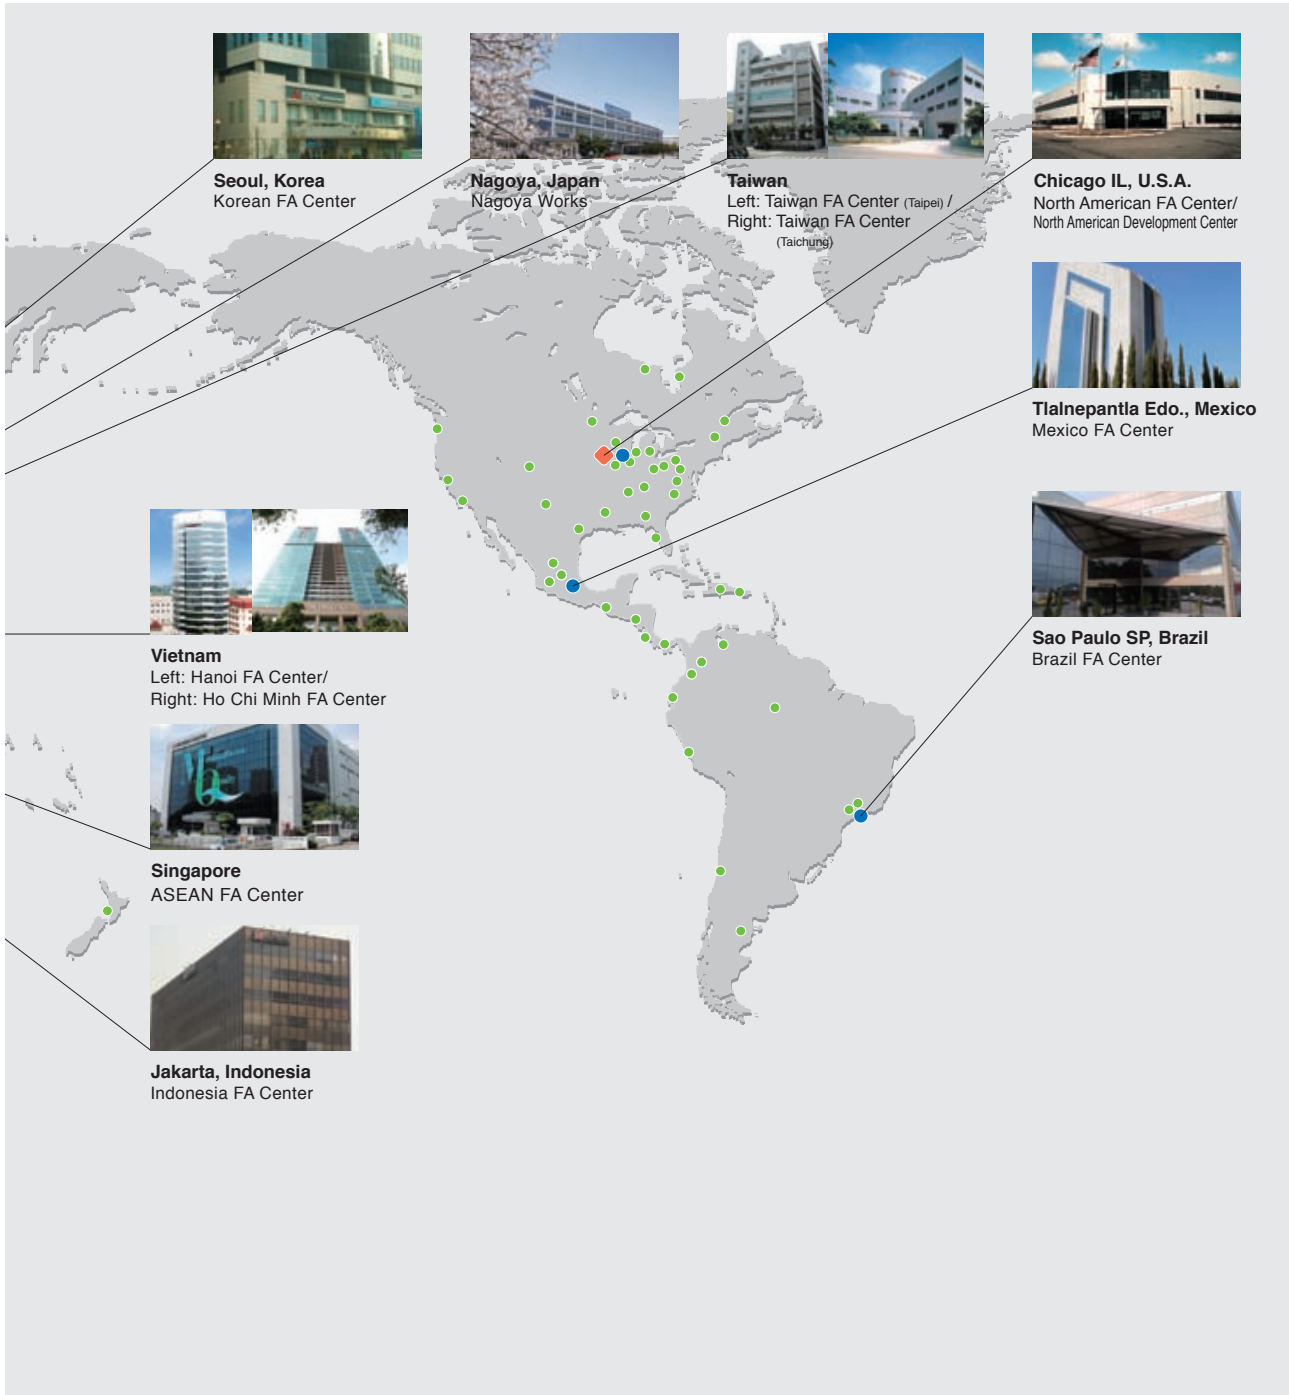 Seoul, Korea
Korean FA Center
Nagoya, Japan
Nagoya Works
Taiwan
Left: Taiwan FA Center (Taipei) /
Right: Taiwan FA Center
(Taichung)
Chicago IL, U.S.A.
North American FA Center/
North American Development Center
Tlalnepantla Edo., Mexico
Mexico FA Center
Sao Paulo SP, Brazil
Brazil FA Center
Vietnam
Left: Hanoi FA Center/
Right: Ho Chi Minh FA Center
Singapore
ASEAN FA Center
Jakarta, Indonesia
Indonesia FA Center